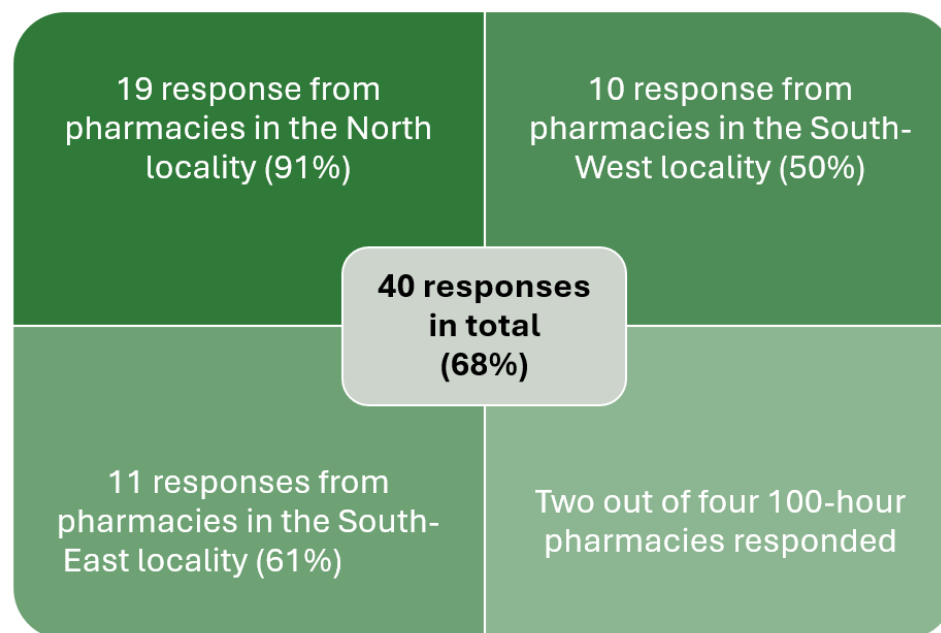 19 response from
pharmacies in the North
locality (91%)
10 response from
pharmacies in the South-
West locality (50%)
40 responses
in total
(68%)
11 responses from
pharmacies in the South-
East locality (61%)
Two out of four 100-hour
pharmacies responded